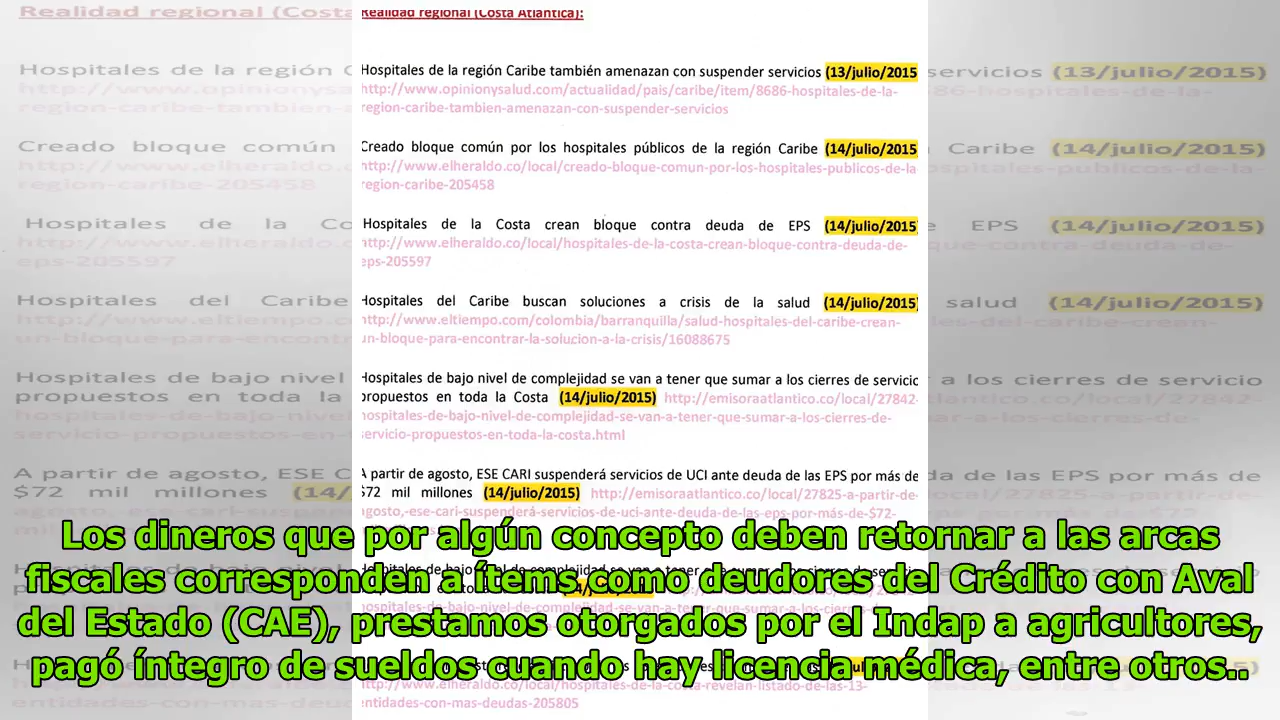 Realidad regional (Costa Atlántica):
Hospitales de la región Caribe también amenazan con suspender servicios (13/julio/2015
http://www.opinionysalud.com/actualidad/pais/caribe/item/8686-hospitales-de-la-
region-caribe-tambien-amenazan-con-suspender-servicios
Creado bloque común por los hospitales públicos de la región Caribe (14/julio/2015
http://www.elheraldo.co/local/creado-bloque-comun-por-los-hospitales-publicos-de-la-
region-caribe-205458
Hospitales de la Costa crean bloque contra deuda de EPS (14/julio/2015
http://www.elheraldo.co/local/hospitales-de-la-costa-crean-bloque-contra-deuda-de-
eps-205597
Hospitales del Caribe buscan soluciones a crisis de la salud (14/julio/2015)
http://www.eltiempo.com/colombia/barranquilla/salud-hospitales-del-caribe-crean-
un-bloque-para-encontrar-la-solucion-a-la-crisis/16088675
Hospitales de bajo nivel de complejidad se van a tener que sumar a los cierres de servicio
propuestos en toda la Costa (14/julio/2015) http://emisoraatlantico.co/local/27842-
hospitales-de-bajo-nivel-de-complejidad-se-van-a-tener-que-sumar-a-los-cierres-de-
servicio-propuestos-en-toda-la-costa.html
A partir de agosto, ESE CARI suspenderá servicios de UCI ante deuda de las EPS por más de
$72 mil millones (14/julio/2015) http://emisoraatlantico.co/local/27825-a-partir-de-
agosto,-ese-cari-suspenderá-servicios-de-uci-ante-deuda-de-las-eps-por-más-de-$72-
Los dineros que por algún concepto deben retornar a las arcas
fiscales corresponden a ítems como deudores del Crédito con Aval
del Estado (CAE), prestamos otorgados por el Indap a agricultores,
pagó íntegro de sueldos cuando hay licencia médica, entre otros..
http://www.elheraldo.co/local/hospitales-de-la-costa-revelan-listado-de-las-13-
entidades-con-mas-deudas-205805